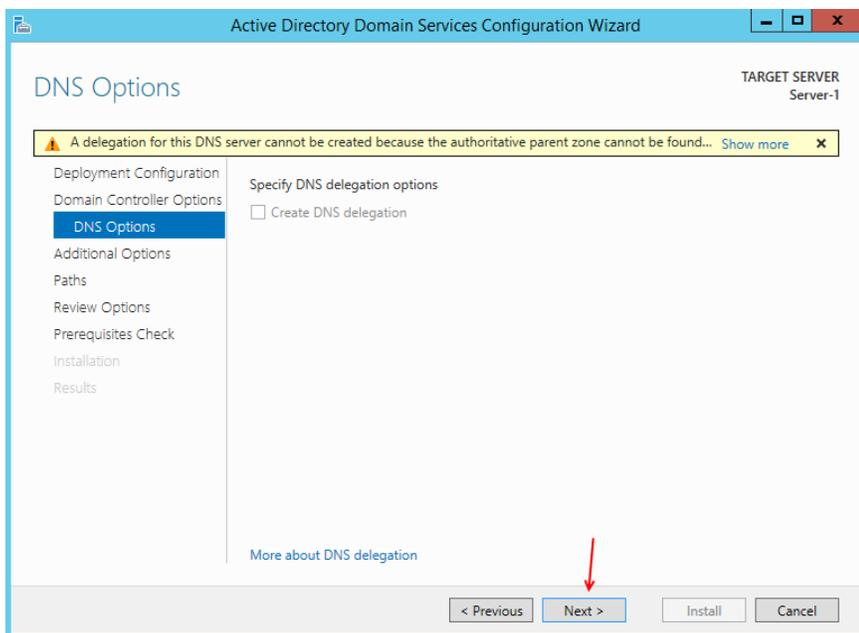 Active Directory Domain Services Configuration Wizard
DNS Options
TARGET SERVER
Server-1
A delegation for this DNS server cannot be created because the authoritative parent zone cannot be found... Show more
Deployment Configuration
Domain Controller Options
DNS Options
Additional Options
Paths
Review Options
Prerequisites Check
Installation
Results
Specify DNS delegation options
Create DNS delegation
More about DNS delegation
< Previous
Next >
Install
Cancel